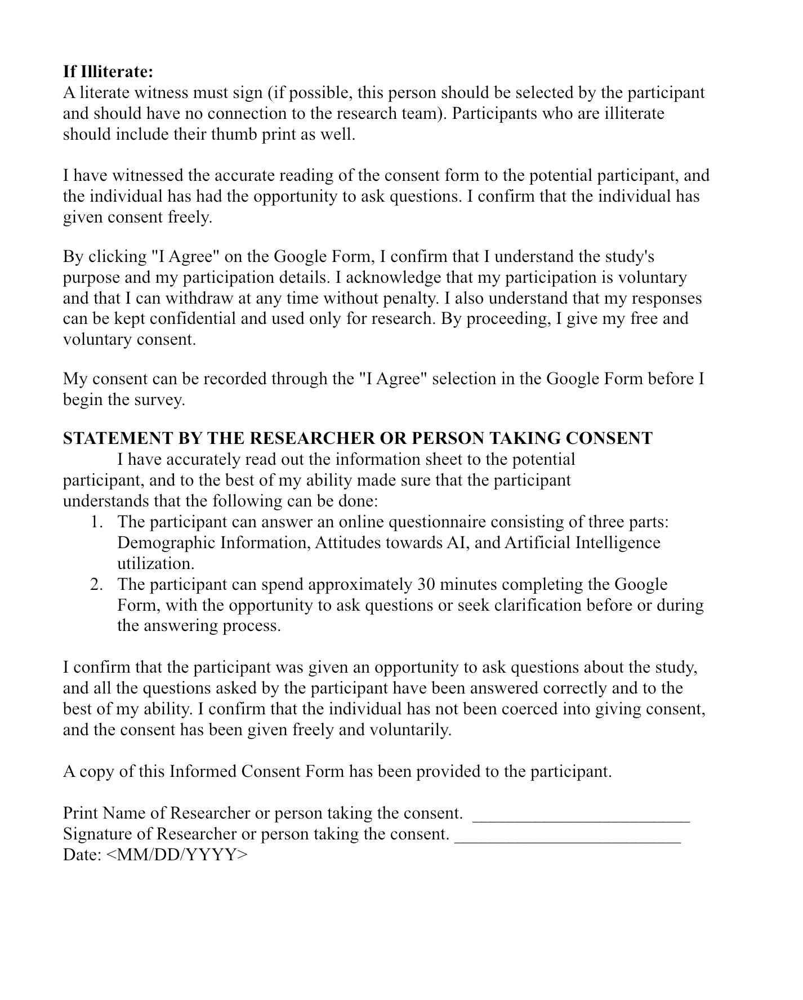 If Illiterate:
A literate witness must sign (if possible, this person should be selected by the participant
and should have no connection to the research team). Participants who are illiterate
should include their thumb print as well.
I have witnessed the accurate reading of the consent form to the potential participant, and
the individual has had the opportunity to ask questions. I confirm that the individual has
given consent freely.
By clicking "I Agree" on the Google Form, I confirm that I understand the study's
purpose and my participation details. I acknowledge that my participation is voluntary
and that I can withdraw at any time without penalty. I also understand that my responses
can be kept confidential and used only for research. By proceeding, I give my free and
voluntary consent.
My consent can be recorded through the "I Agree" selection in the Google Form before I
begin the survey.
STATEMENT BY THE RESEARCHER OR PERSON TAKING CONSENT
I have accurately read out the information sheet to the potential
participant, and to the best of my ability made sure that the participant
understands that the following can be done:
1. The participant can answer an online questionnaire consisting of three parts:
Demographic Information, Attitudes towards AI, and Artificial Intelligence
utilization.
2. The participant can spend approximately 30 minutes completing the Google
Form, with the opportunity to ask questions or seek clarification before or during
the answering process.
I confirm that the participant was given an opportunity to ask questions about the study,
and all the questions asked by the participant have been answered correctly and to the
best of my ability. I confirm that the individual has not been coerced into giving consent,
and the consent has been given freely and voluntarily.
A copy of this Informed Consent Form has been provided to the participant.
Print Name of Researcher or person taking the consent. ________________________
Signature of Researcher or person taking the consent. _________________________
Date: <MM/DD/YYYY>